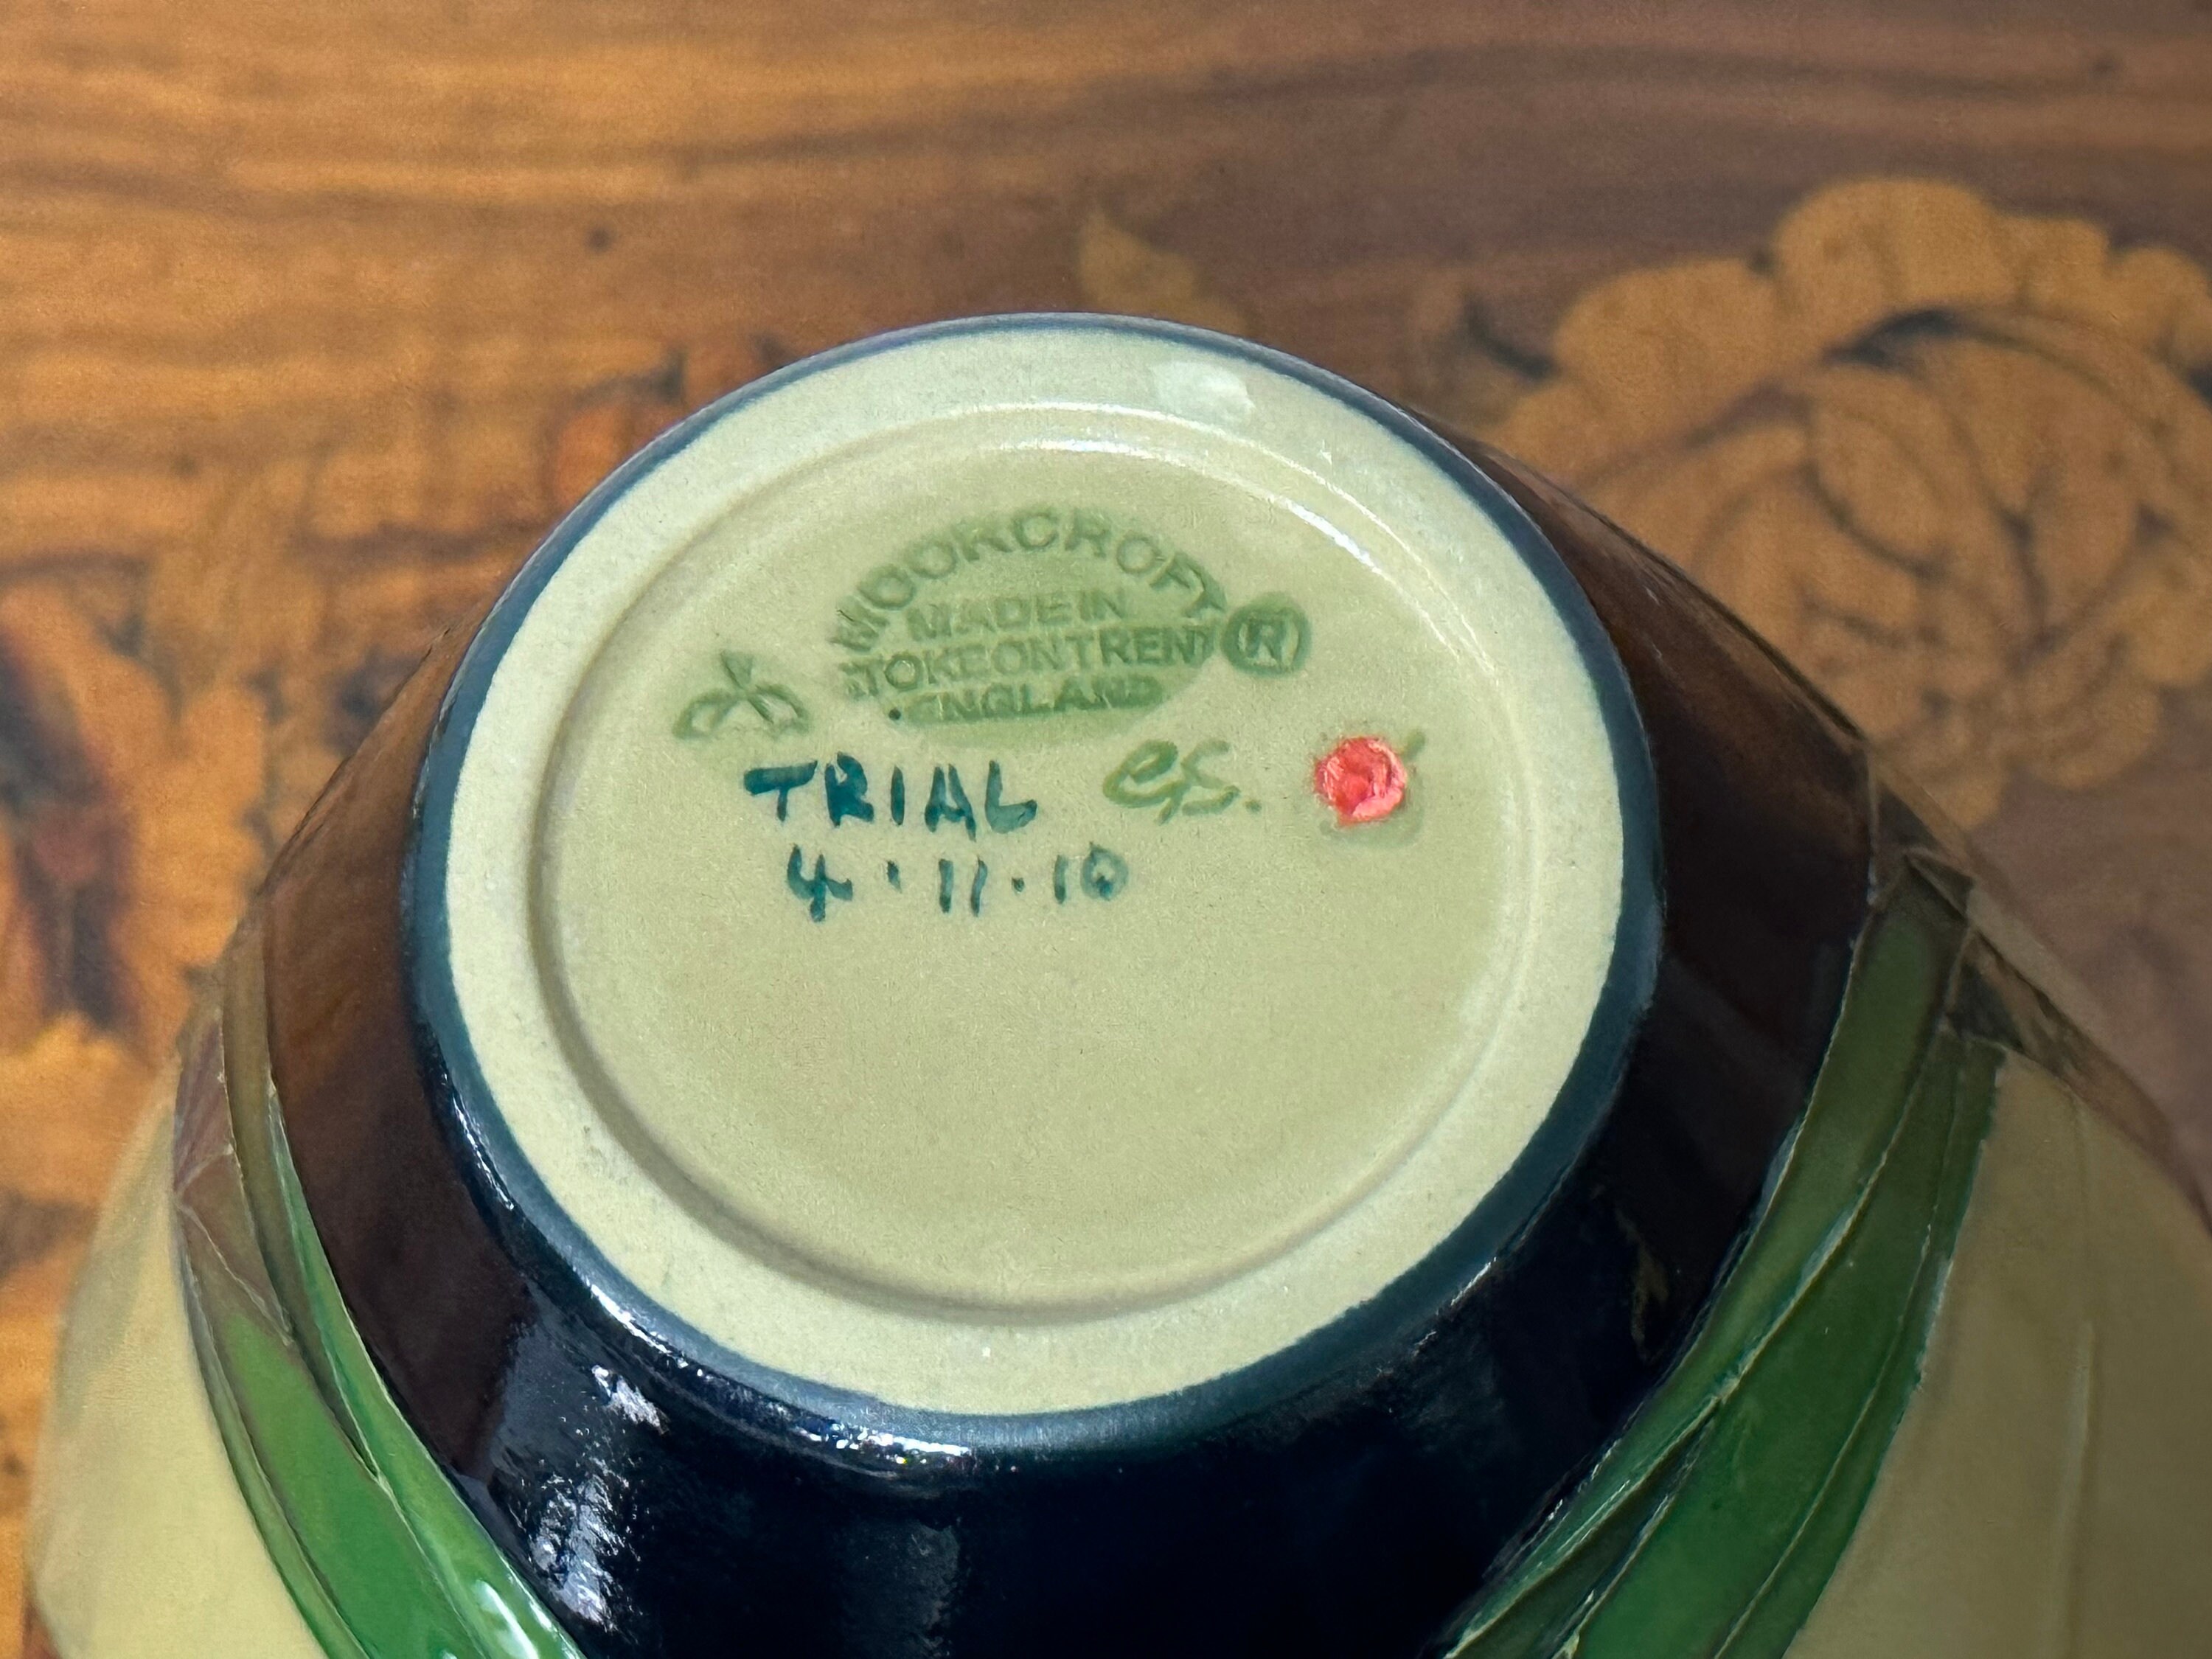 MOORCROFT
MADE IN
STOKE ON TRENT
ENGLAND
R
TRIAL
4.11.10